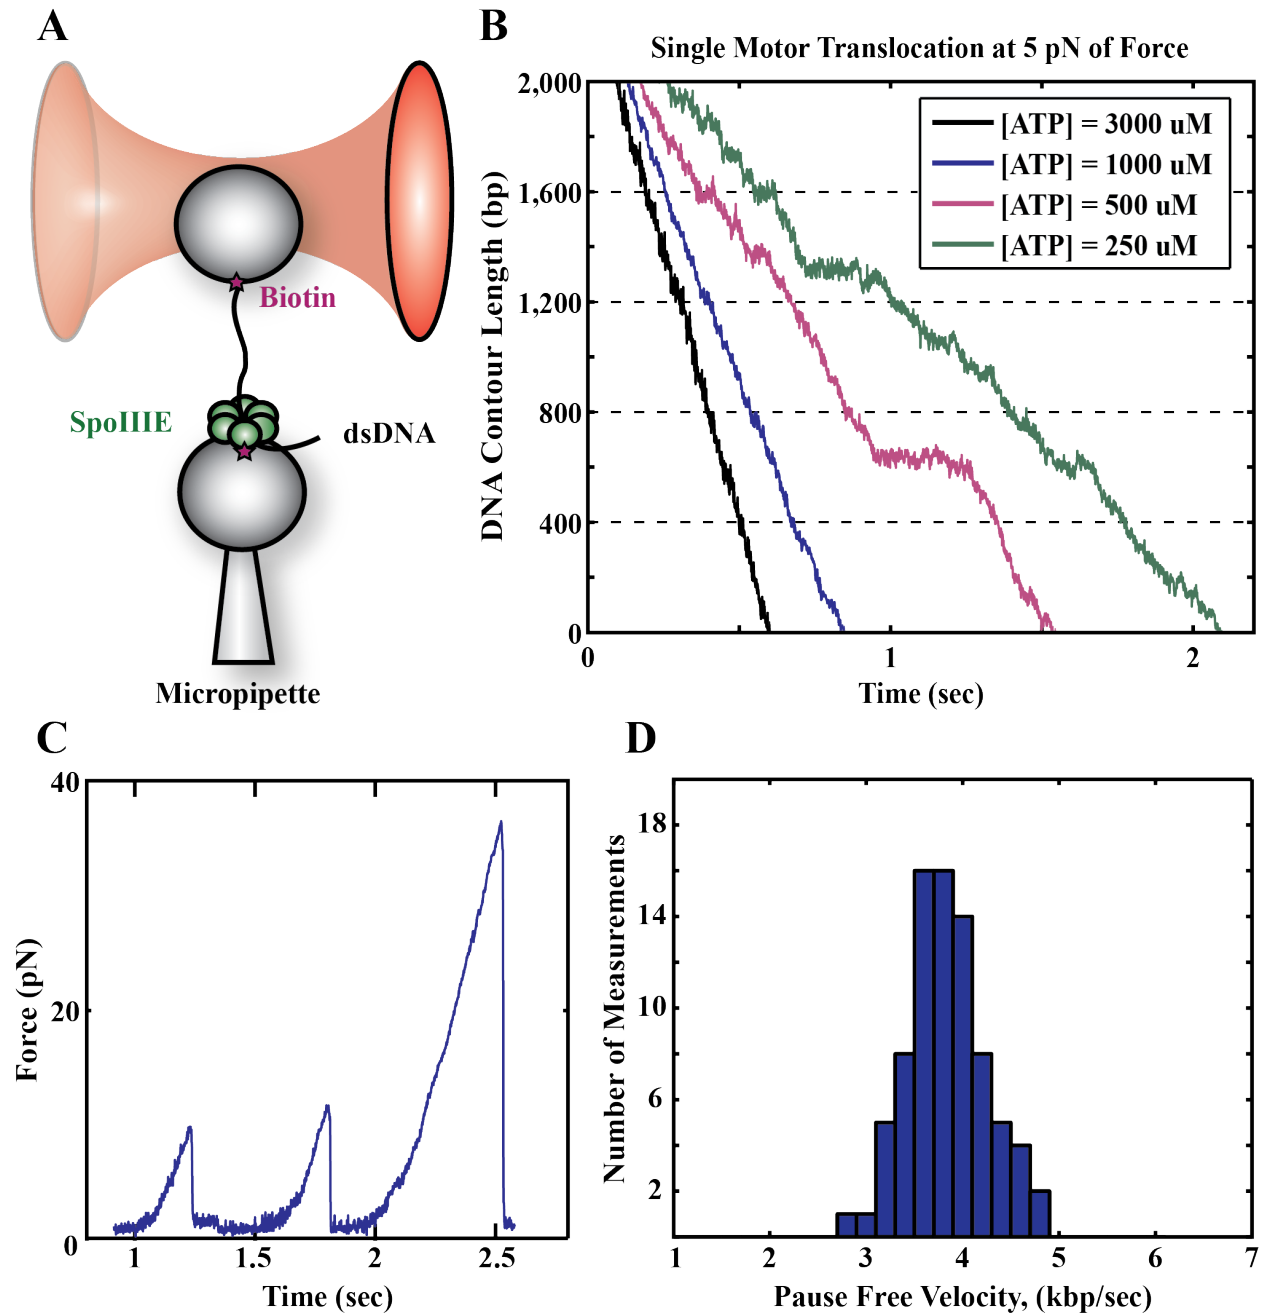 A
Biotin
SpoIIIE
dsDNA
Micropipette
B
Single Motor Translocation at 5 pN of Force
DNA Contour Length (bp)
2,000
1,600
1,200
800
400
0
[ATP] = 3000 uM
[ATP] = 1000 uM
[ATP] = 500 uM
[ATP] = 250 uM
0 1 2
Time (sec)
C
Force (pN)
40
20
0
1 1.5 2 2.5
Time (sec)
D
Number of Measurements
18
14
10
6
2
1 2 3 4 5 6 7
Pause Free Velocity, (kbp/sec)